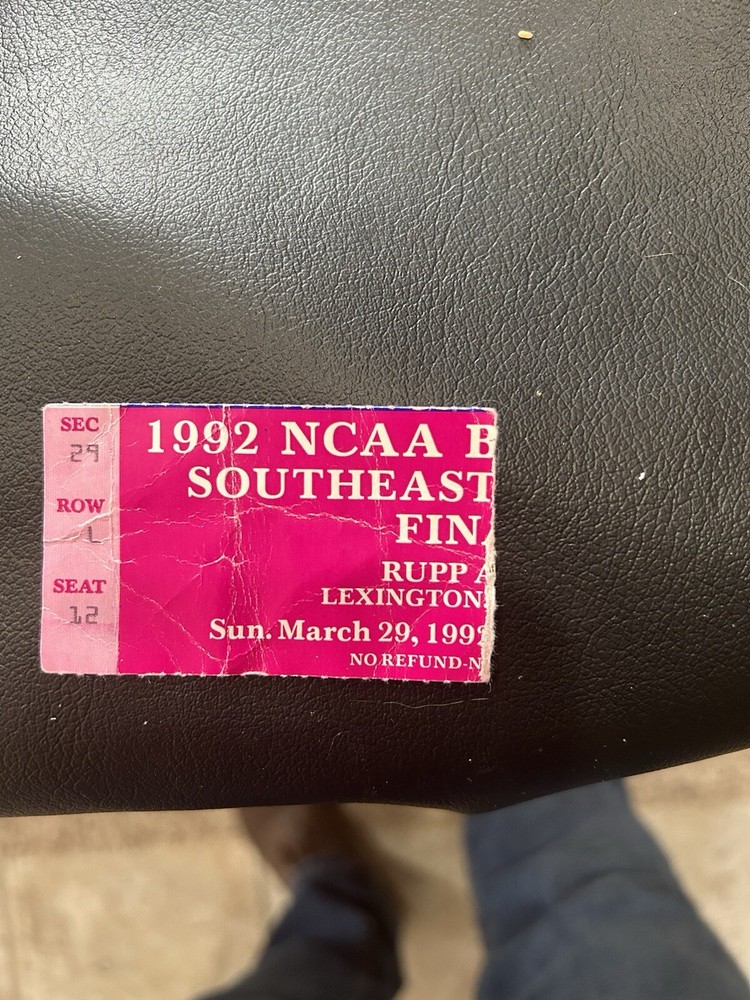 SEC
29
ROW
L
SEAT
12
1992 NCAA B
SOUTHEAST
FINA
RUPP A
LEXINGTON,
Sun. March 29, 199
NO REFUND-N